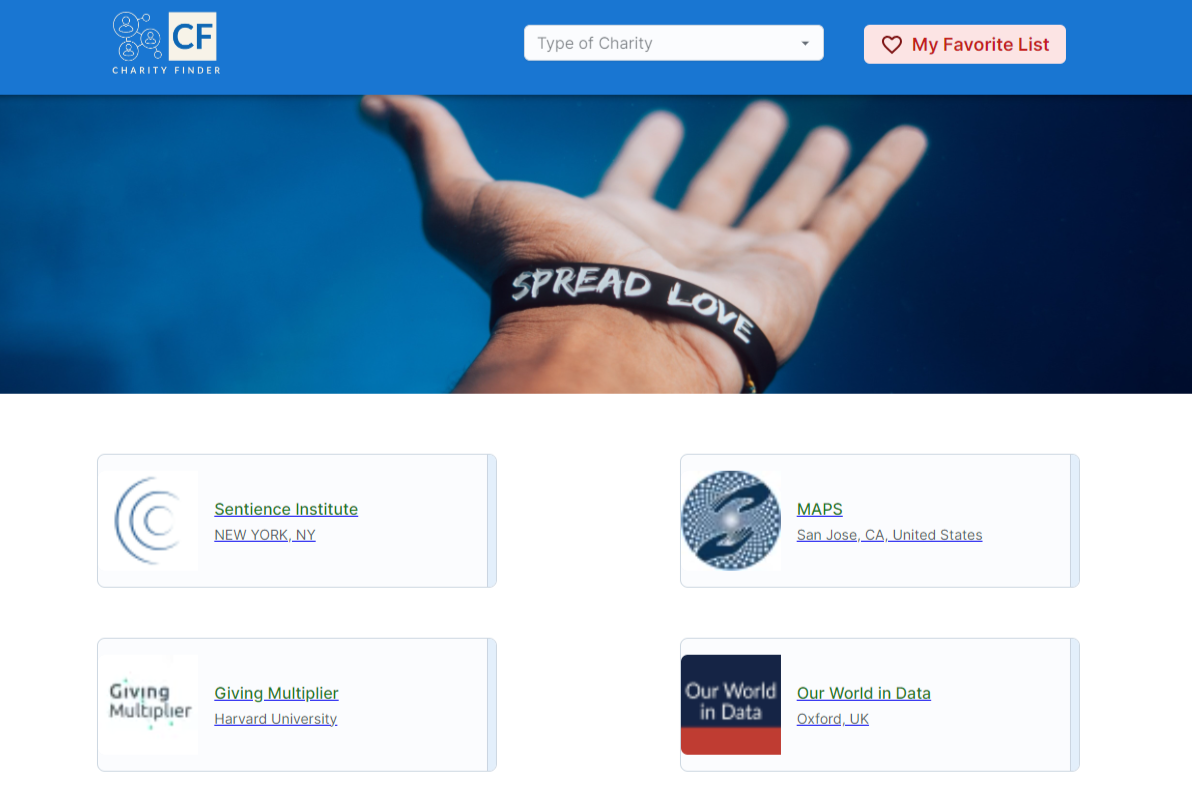 CF
CHARITY FINDER
Type of Charity
My Favorite List
SPREAD LOVE
Sentience Institute
NEW YORK, NY
MAPS
San Jose, CA, United States
Giving
Multiplier
Giving Multiplier
Harvard University
Our World
in Data
Our World in Data
Oxford, UK